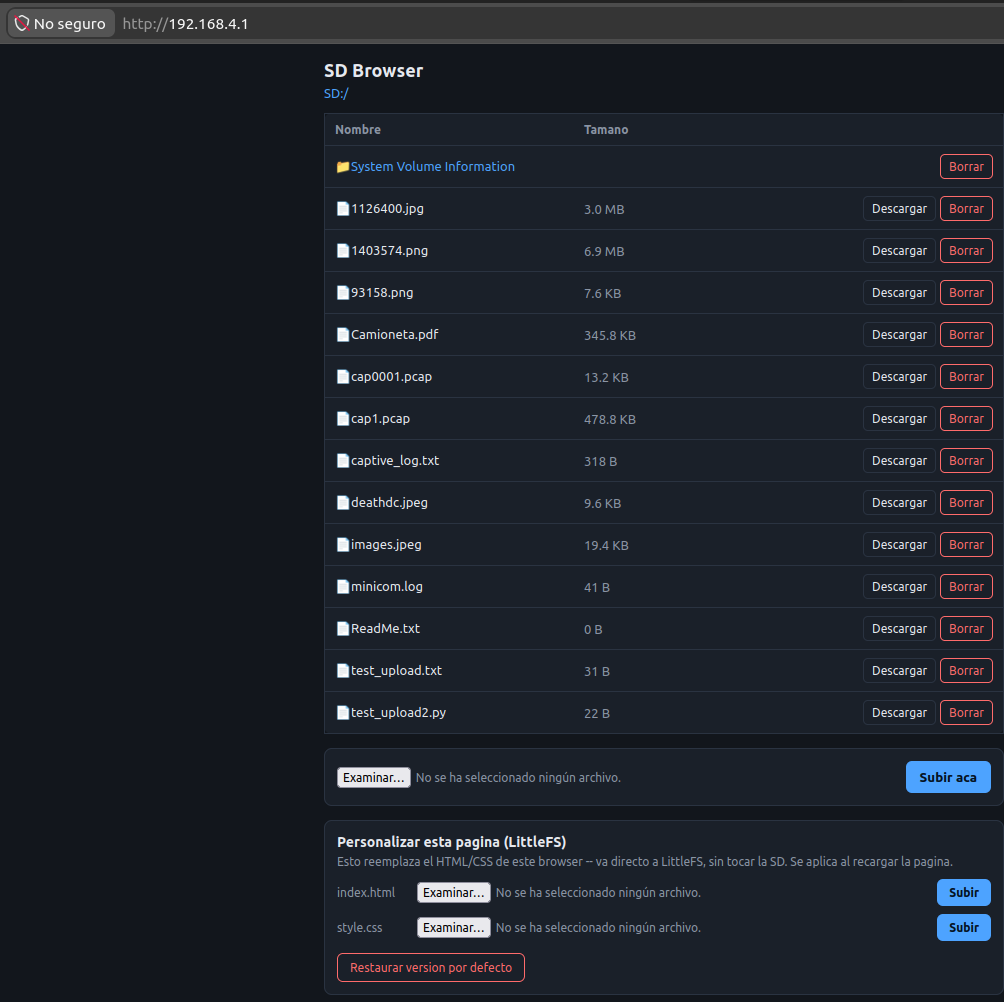 No seguro http://192.168.4.1
SD Browser
SD:/
Nombre Tamano
System Volume Information Borrar
1126400.jpg 3.0 MB Descargar Borrar
1403574.png 6.9 MB Descargar Borrar
93158.png 7.6 KB Descargar Borrar
Camioneta.pdf 345.8 KB Descargar Borrar
cap0001.pcap 13.2 KB Descargar Borrar
cap1.pcap 478.8 KB Descargar Borrar
captive_log.txt 318 B Descargar Borrar
deathdc.jpeg 9.6 KB Descargar Borrar
images.jpeg 19.4 KB Descargar Borrar
minicom.log 41 B Descargar Borrar
ReadMe.txt 0 B Descargar Borrar
test_upload.txt 31 B Descargar Borrar
test_upload2.py 22 B Descargar Borrar
Examinar... No se ha seleccionado ningún archivo. Subir aca
Personalizar esta pagina (LittleFS)
Esto reemplaza el HTML/CSS de este browser -- va directo a LittleFS, sin tocar la SD. Se aplica al recargar la pagina.
index.html Examinar... No se ha seleccionado ningún archivo. Subir
style.css Examinar... No se ha seleccionado ningún archivo. Subir
Restaurar version por defecto